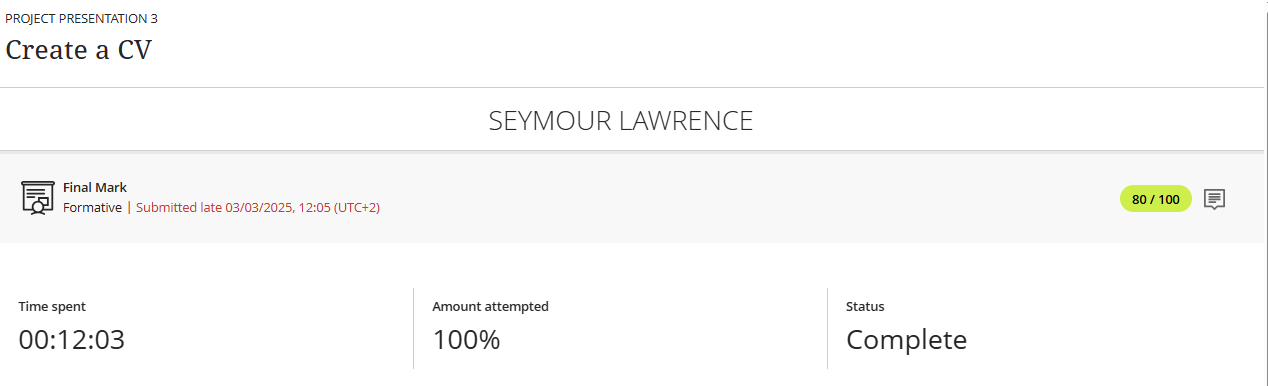 PROJECT PRESENTATION 3
Create a CV
SEYMOUR LAWRENCE
Final Mark
Formative | Submitted late 03/03/2025, 12:05 (UTC+2)
80 / 100
Time spent
Amount attempted
Status
00:12:03
100%
Complete